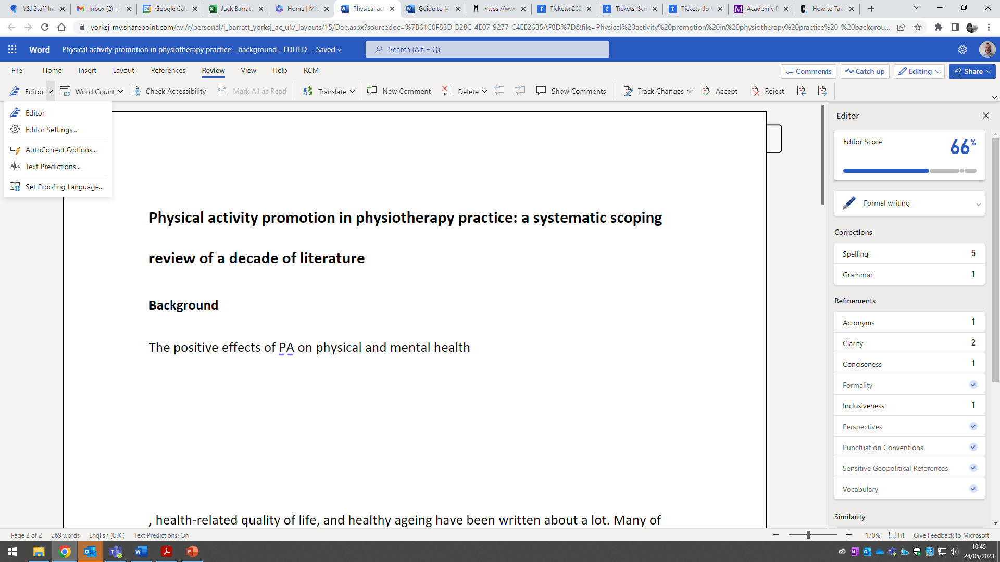 YSJ Staff Int
Inbox (2) - j
Google Cale
Jack Barratt
Home | Mic
Physical act
Guide to Mi
https://www
Tickets: 202
Tickets: Sco
Tickets: Jo V
Academic P
How to Take
yorksj-my.sharepoint.com/:w:/r/personal/j_barratt_yorksj_ac_uk/_layouts/15/Doc.aspx?sourcedoc=%7B61C0F83D-B28C-4E07-9277-C4EE26B5AF8D%7D&file=Physical%20activity%20promotion%20in%20physiotherapy%20practice%20-%20backgrou...
Word
Physical activity promotion in physiotherapy practice - background - EDITED - Saved
Search (Alt + Q)
File Home Insert Layout References Review View Help RCM
Comments Catch up Editing Share
Editor Word Count Check Accessibility Mark All as Read Translate New Comment Delete Show Comments Track Changes Accept Reject
Editor
Editor Settings...
AutoCorrect Options...
Text Predictions...
Set Proofing Language...
Physical activity promotion in physiotherapy practice: a systematic scoping
review of a decade of literature
Background
The positive effects of PA on physical and mental health
, health-related quality of life, and healthy ageing have been written about a lot. Many of
Editor
Editor Score 66%
Formal writing
Corrections
Spelling 5
Grammar 1
Refinements
Acronyms 1
Clarity 2
Conciseness 1
Formality
Inclusiveness 1
Perspectives
Punctuation Conventions
Sensitive Geopolitical References
Vocabulary
Similarity
Page 2 of 2 269 words English (U.K.) Text Predictions: On
170% Fit Give Feedback to Microsoft
10:45
24/05/2023